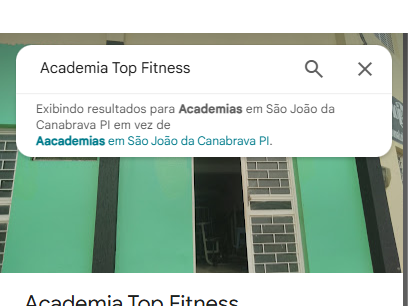 Academia Top Fitness
Exibindo resultados para Academias em São João da
Canabrava PI em vez de
Aacademias em São João da Canabrava PI.
Academia Top Fitness